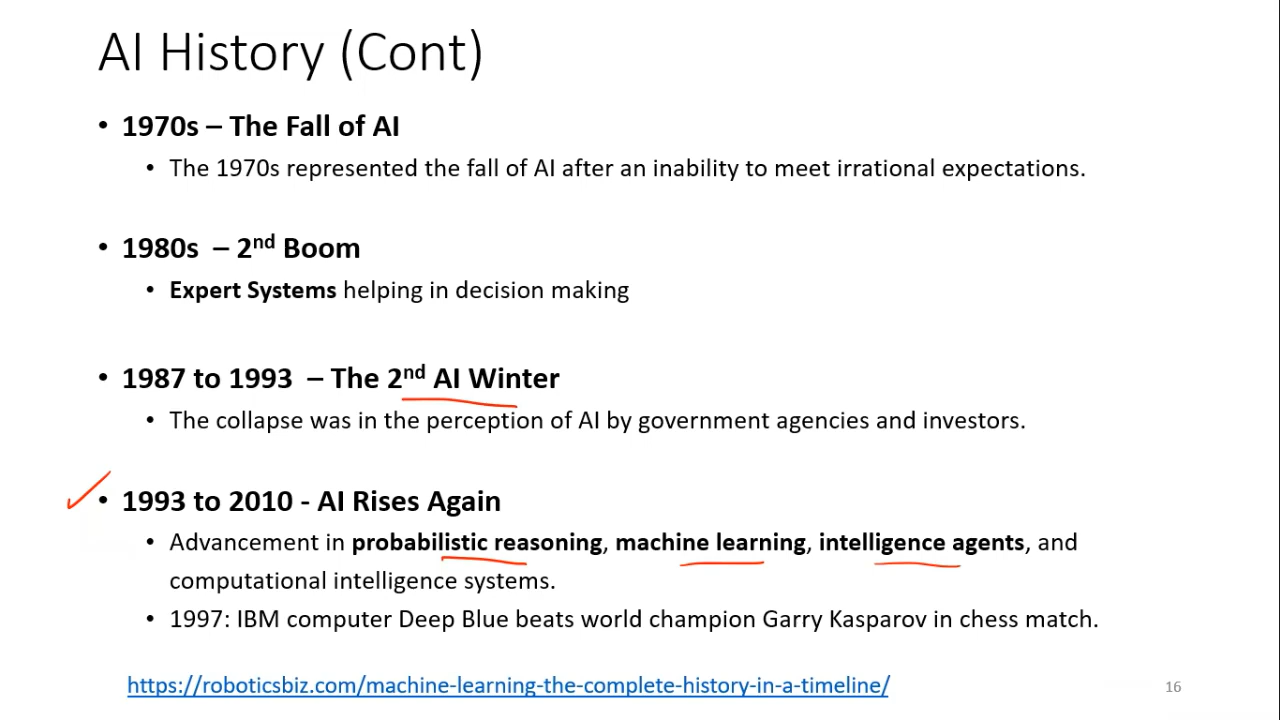 AI History (Cont)
• 1970s – The Fall of AI
• The 1970s represented the fall of AI after an inability to meet irrational expectations.
• 1980s – 2nd Boom
• Expert Systems helping in decision making
• 1987 to 1993 – The 2nd AI Winter
• The collapse was in the perception of AI by government agencies and investors.
• 1993 to 2010 - AI Rises Again
• Advancement in probabilistic reasoning, machine learning, intelligence agents, and
computational intelligence systems.
• 1997: IBM computer Deep Blue beats world champion Garry Kasparov in chess match.
https://roboticsbiz.com/machine-learning-the-complete-history-in-a-timeline/
16